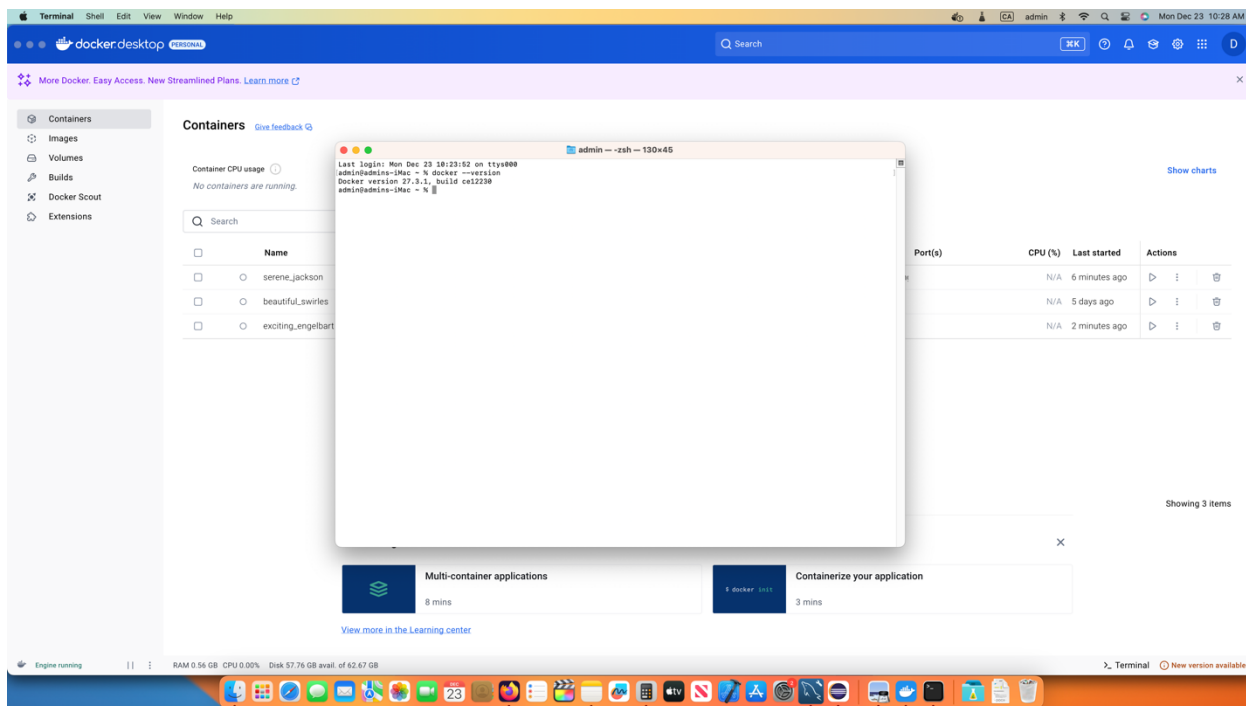 Terminal Shell Edit View Window Help
CA admin Mon Dec 23 10:28 AM
docker.desktop PERSONAL
Search ⌘K
D
More Docker. Easy Access. New Streamlined Plans. Learn more
Containers
Images
Volumes
Builds
Docker Scout
Extensions
Containers Give feedback
Container CPU usage
No containers are running.
Show charts
Search
admin — -zsh — 130×45
Last login: Mon Dec 23 10:23:52 on ttys000
admin@admins-iMac ~ % docker --version
Docker version 27.3.1, build ce12230
admin@admins-iMac ~ %
Name Port(s) CPU (%) Last started Actions
serene_jackson N/A 6 minutes ago
beautiful_swirles N/A 5 days ago
exciting_engelbart N/A 2 minutes ago
Showing 3 items
Multi-container applications
8 mins
$ docker init
Containerize your application
3 mins
View more in the Learning center
Engine running RAM 0.56 GB CPU 0.00% Disk 57.76 GB avail. of 62.67 GB >_ Terminal New version available
DEC
23
tv